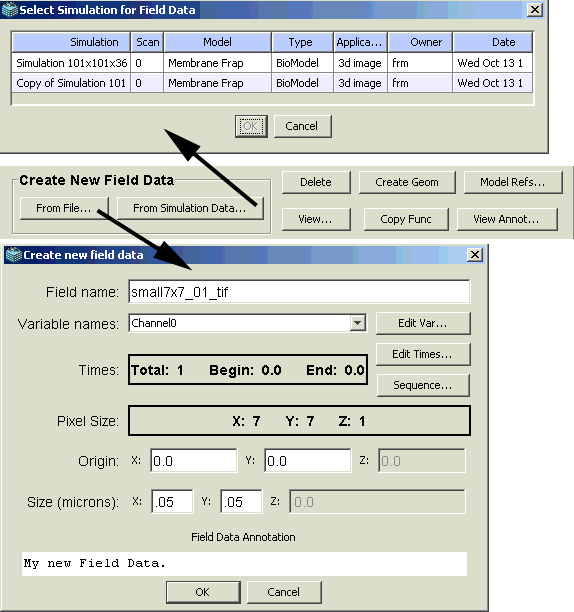 Select Simulation for Field Data
Simulation Scan Model Type Applica... Owner Date
Simulation 101x101x36 0 Membrane Frap BioModel 3d image frm Wed Oct 13 1
Copy of Simulation 101 0 Membrane Frap BioModel 3d image frm Wed Oct 13 1
OK Cancel
Create New Field Data
From File... From Simulation Data...
Delete Create Geom Model Refs...
View... Copy Func View Annot...
Create new field data
Field name: small7x7_01_tif
Variable names: Channel0 Edit Var...
Edit Times...
Times: Total: 1 Begin: 0.0 End: 0.0
Sequence...
Pixel Size: X: 7 Y: 7 Z: 1
Origin: X: 0.0 Y: 0.0 Z: 0.0
Size (microns): X: .05 Y: .05 Z: 0.0
Field Data Annotation
My new Field Data.
OK Cancel